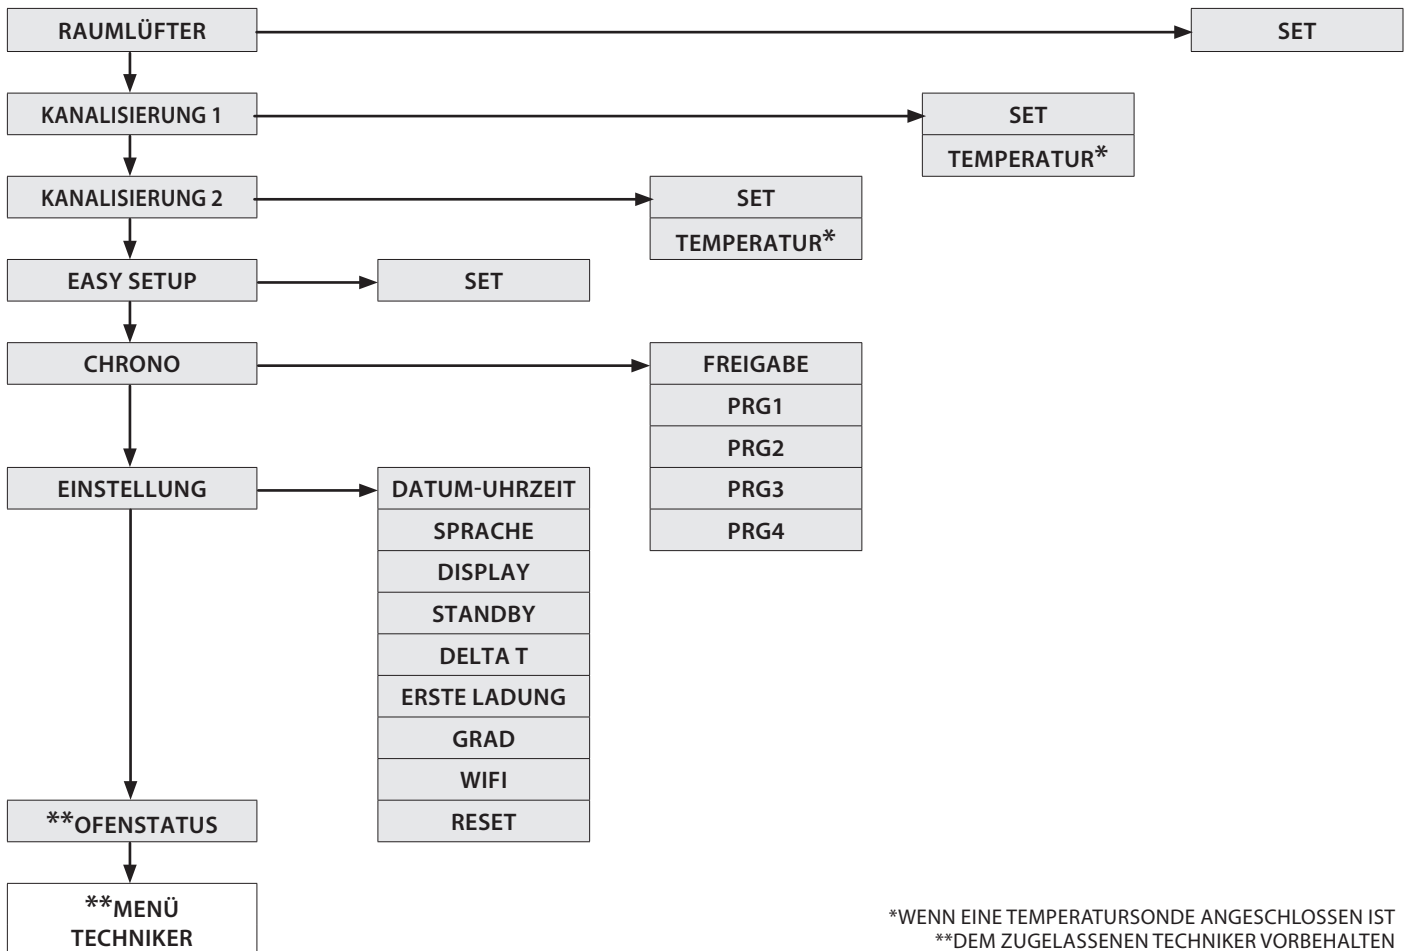 RAUMLÜFTER
SET
KANALISIERUNG 1
SET
TEMPERATUR*
KANALISIERUNG 2
SET
TEMPERATUR*
EASY SETUP
SET
CHRONO
FREIGABE
PRG1
PRG2
PRG3
PRG4
EINSTELLUNG
DATUM-UHRZEIT
SPRACHE
DISPLAY
STANDBY
DELTA T
ERSTE LADUNG
GRAD
WIFI
RESET
**OFENSTATUS
**MENÜ
TECHNIKER
*WENN EINE TEMPERATURSONDE ANGESCHLOSSEN IST
**DEM ZUGELASSENEN TECHNIKER VORBEHALTEN